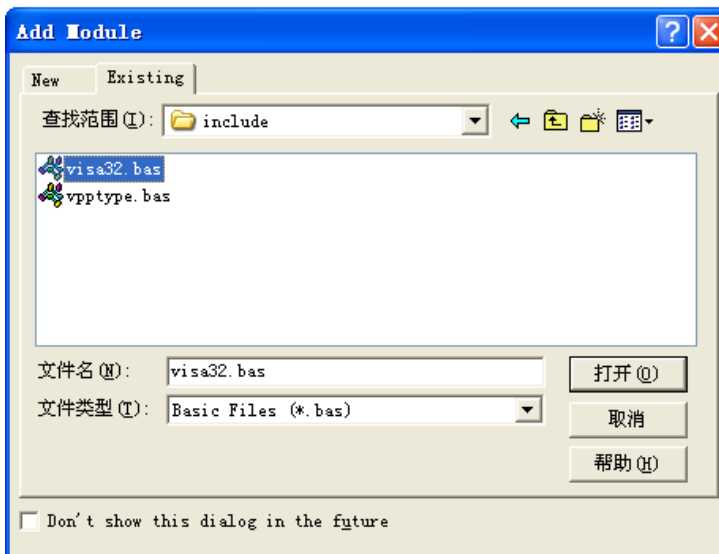 Add Module
New Existing
查找范围(I): include
visa32.bas
vpptype.bas
文件名(N): visa32.bas 打开(O)
文件类型(T): Basic Files (*.bas) 取消
帮助(H)
Don't show this dialog in the future